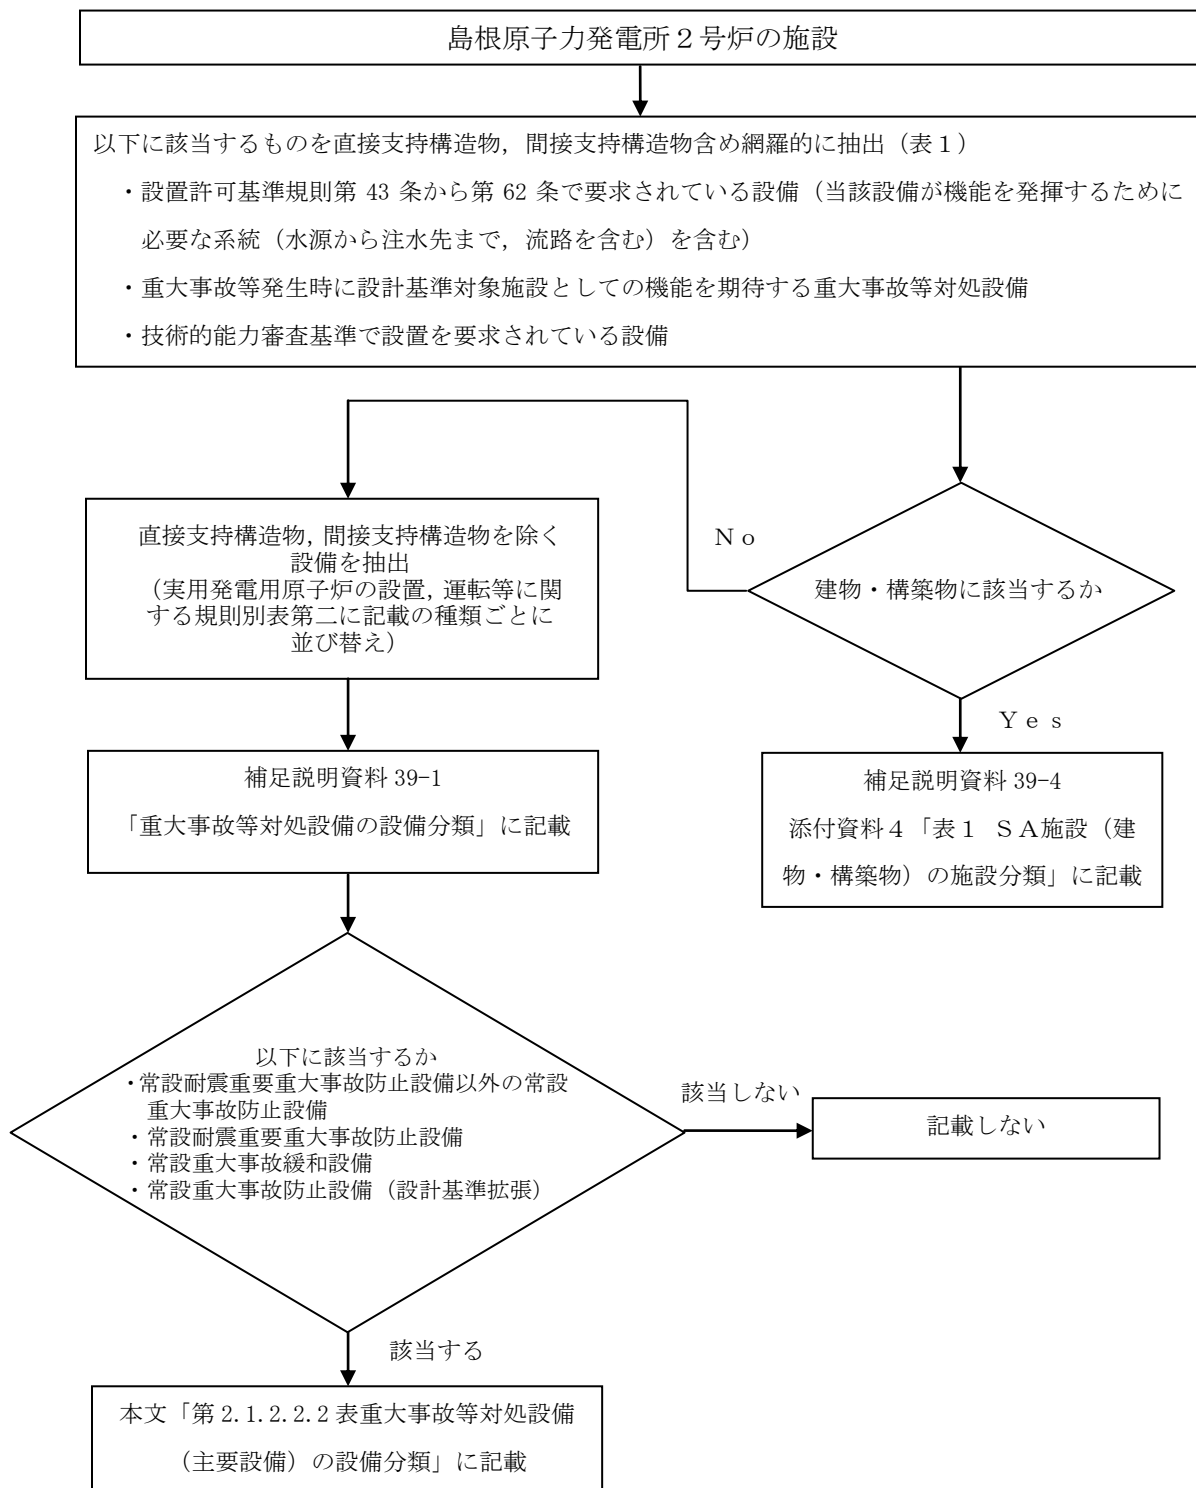 島根原子力発電所２号炉の施設
以下に該当するものを直接支持構造物，間接支持構造物含め網羅的に抽出（表１）
・設置許可基準規則第 43 条から第 62 条で要求されている設備（当該設備が機能を発揮するために
必要な系統（水源から注水先まで，流路を含む）を含む）
・重大事故等発生時に設計基準対象施設としての機能を期待する重大事故等対処設備
・技術的能力審査基準で設置を要求されている設備
建物・構築物に該当するか
Ｎｏ
Ｙｅｓ
直接支持構造物，間接支持構造物を除く
設備を抽出
（実用発電用原子炉の設置，運転等に関
する規則別表第二に記載の種類ごとに
並び替え）
補足説明資料 39-1
「重大事故等対処設備の設備分類」に記載
補足説明資料 39-4
添付資料４「表１　ＳＡ施設（建
物・構築物）の施設分類」に記載
以下に該当するか
・常設耐震重要重大事故防止設備以外の常設
重大事故防止設備
・常設耐震重要重大事故防止設備
・常設重大事故緩和設備
・常設重大事故防止設備（設計基準拡張）
該当しない
記載しない
該当する
本文「第 2.1.2.2.2 表重大事故等対処設備
（主要設備）の設備分類」に記載